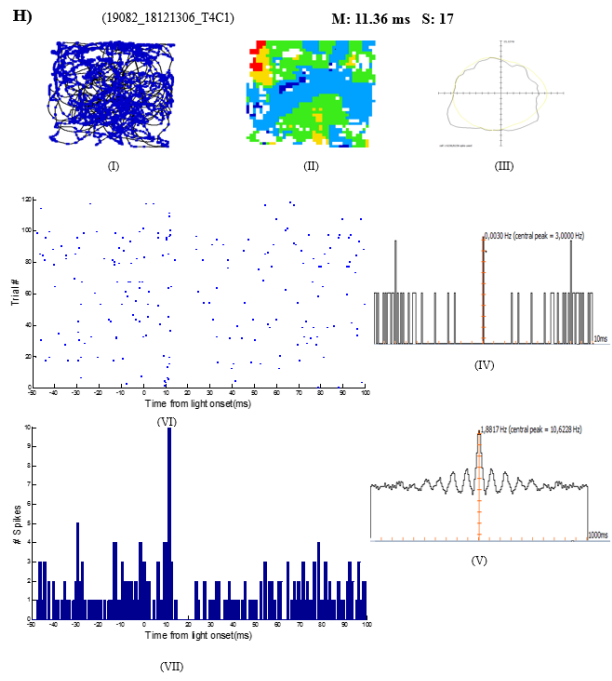 H) (19082_18121306_T4C1) M: 11.36 ms S: 17
(I) (II) (III)
120
100
80
60
40
20
0
Trial #
-50 -40 -30 -20 -10 0 10 20 30 40 50 60 70 80 90 100
Time from light onset(ms)
(VI)
0,0030 Hz (central peak = 3,0000 Hz)
10ms
(IV)
10
9
8
7
6
5
4
3
2
1
0
# Spikes
-50 -40 -30 -20 -10 0 10 20 30 40 50 60 70 80 90 100
Time from light onset(ms)
(VII)
1,8817 Hz (central peak = 10,6228 Hz)
1000ms
(V)